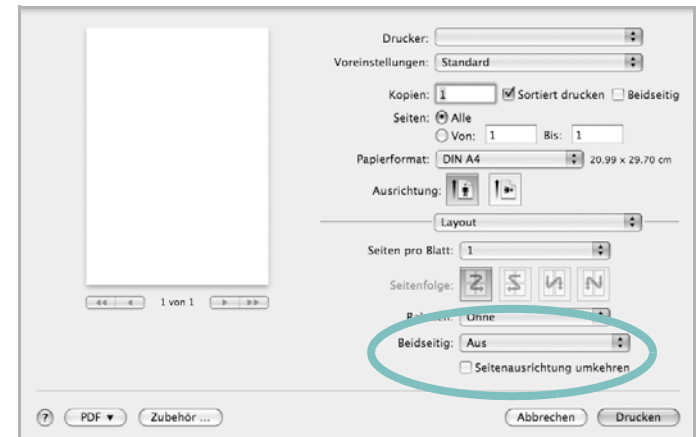 Drucker:
Voreinstellungen: Standard
Kopien: 1 Sortiert drucken Beidseitig
Seiten: Alle
Von: 1 Bis: 1
Papierformat: DIN A4 20.99 x 29.70 cm
Ausrichtung:
Layout
Seiten pro Blatt: 1
Seitenfolge:
1 von 1
Rahmen: Ohne
Beidseitig: Aus
Seitenausrichtung umkehren
? PDF Zubehör ... Abbrechen Drucken